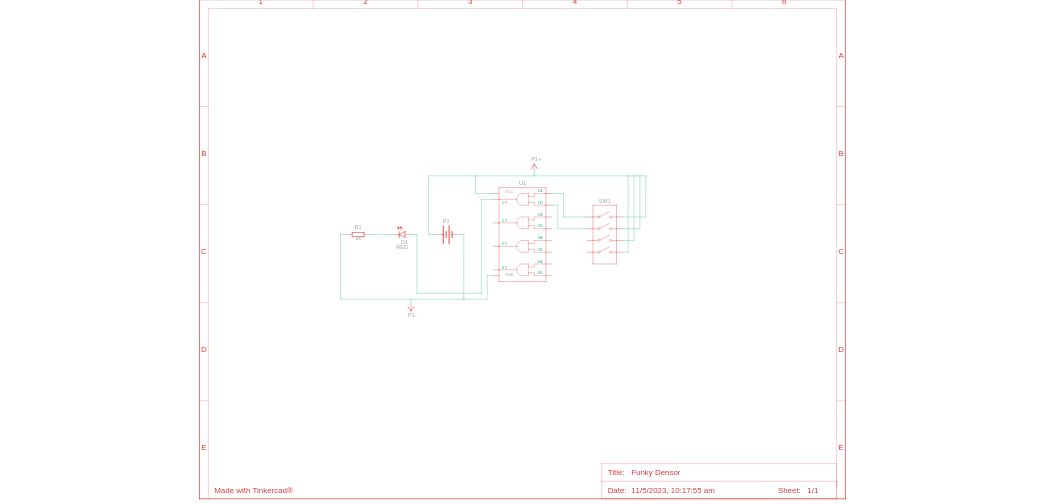 1 2 3 4 5 6
A A
P1+
B B
U1
VCC 1A
1Y 1B
SW1
2A
2Y
2B
P1
R1
1K
D1
RED
3A
3Y
3B
C C
4A
4Y
GND 4B
P1-
D D
E E
Title: Funky Densor
Made with Tinkercad® Date: 11/5/2023, 10:17:55 am Sheet: 1/1